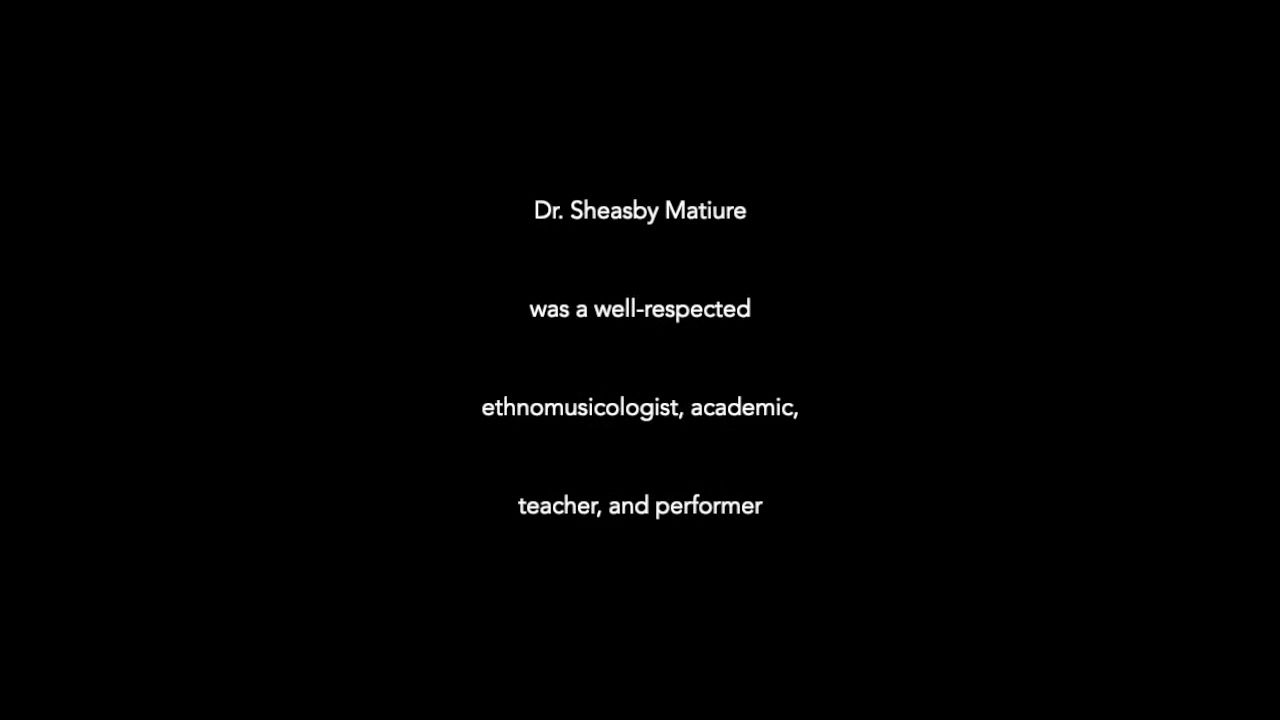 Dr. Sheasby Matiure
was a well-respected
ethnomusicologist, academic,
teacher, and performer